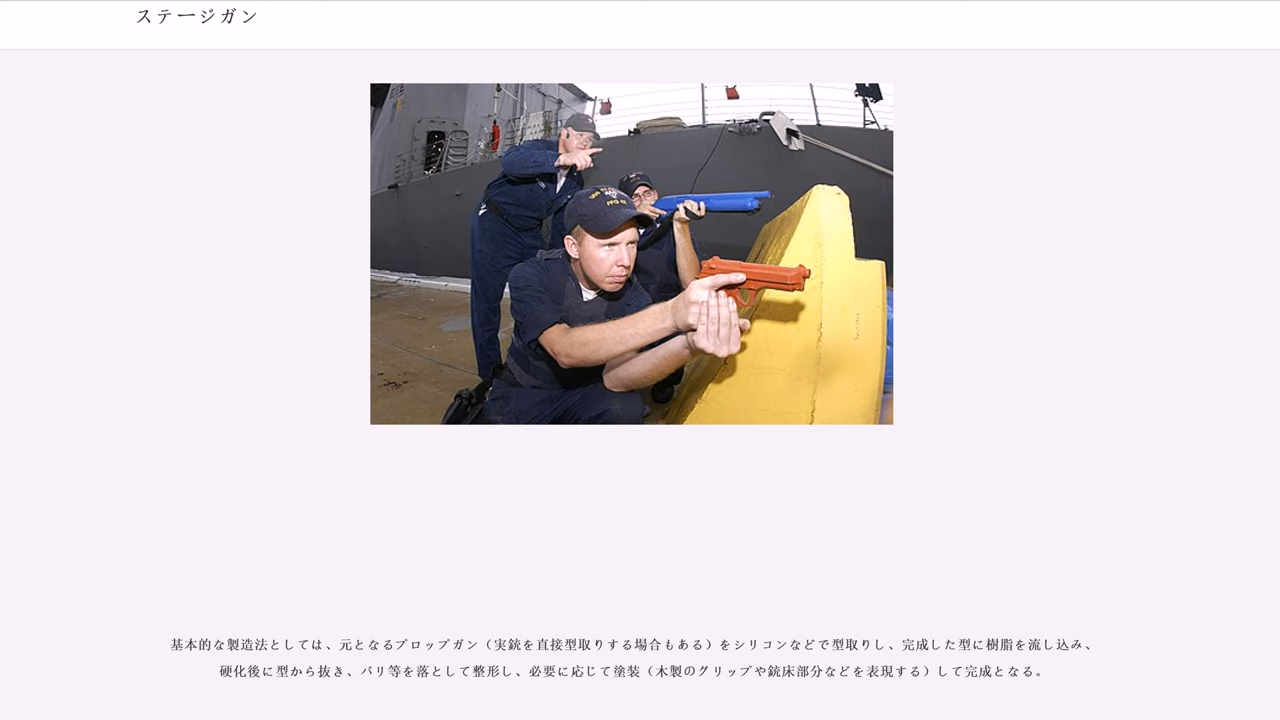 ステージガン
基本的な製造法としては、元となるプロップガン（実銃を直接型取りする場合もある）をシリコンなどで型取りし、完成した型に樹脂を流し込み、
硬化後に型から抜き、バリ等を落として整形し、必要に応じて塗装（木製のグリップや銃床部分などを表現する）して完成となる。